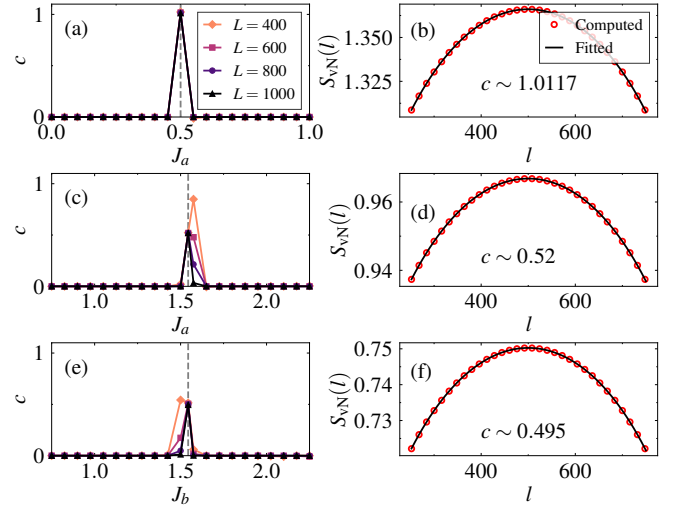 (a)
L = 400
L = 600
L = 800
L = 1000
c
1
0
0.0
0.5
1.0
J_a
(b)
Computed
Fitted
c ~ 1.0117
S_vN(l)
1.350
1.325
400
600
l
(c)
c
1
0
1.0
1.5
2.0
J_a
(d)
c ~ 0.52
S_vN(l)
0.96
0.94
400
600
l
(e)
c
1
0
1.0
1.5
2.0
J_b
(f)
c ~ 0.495
S_vN(l)
0.75
0.74
0.73
400
600
l